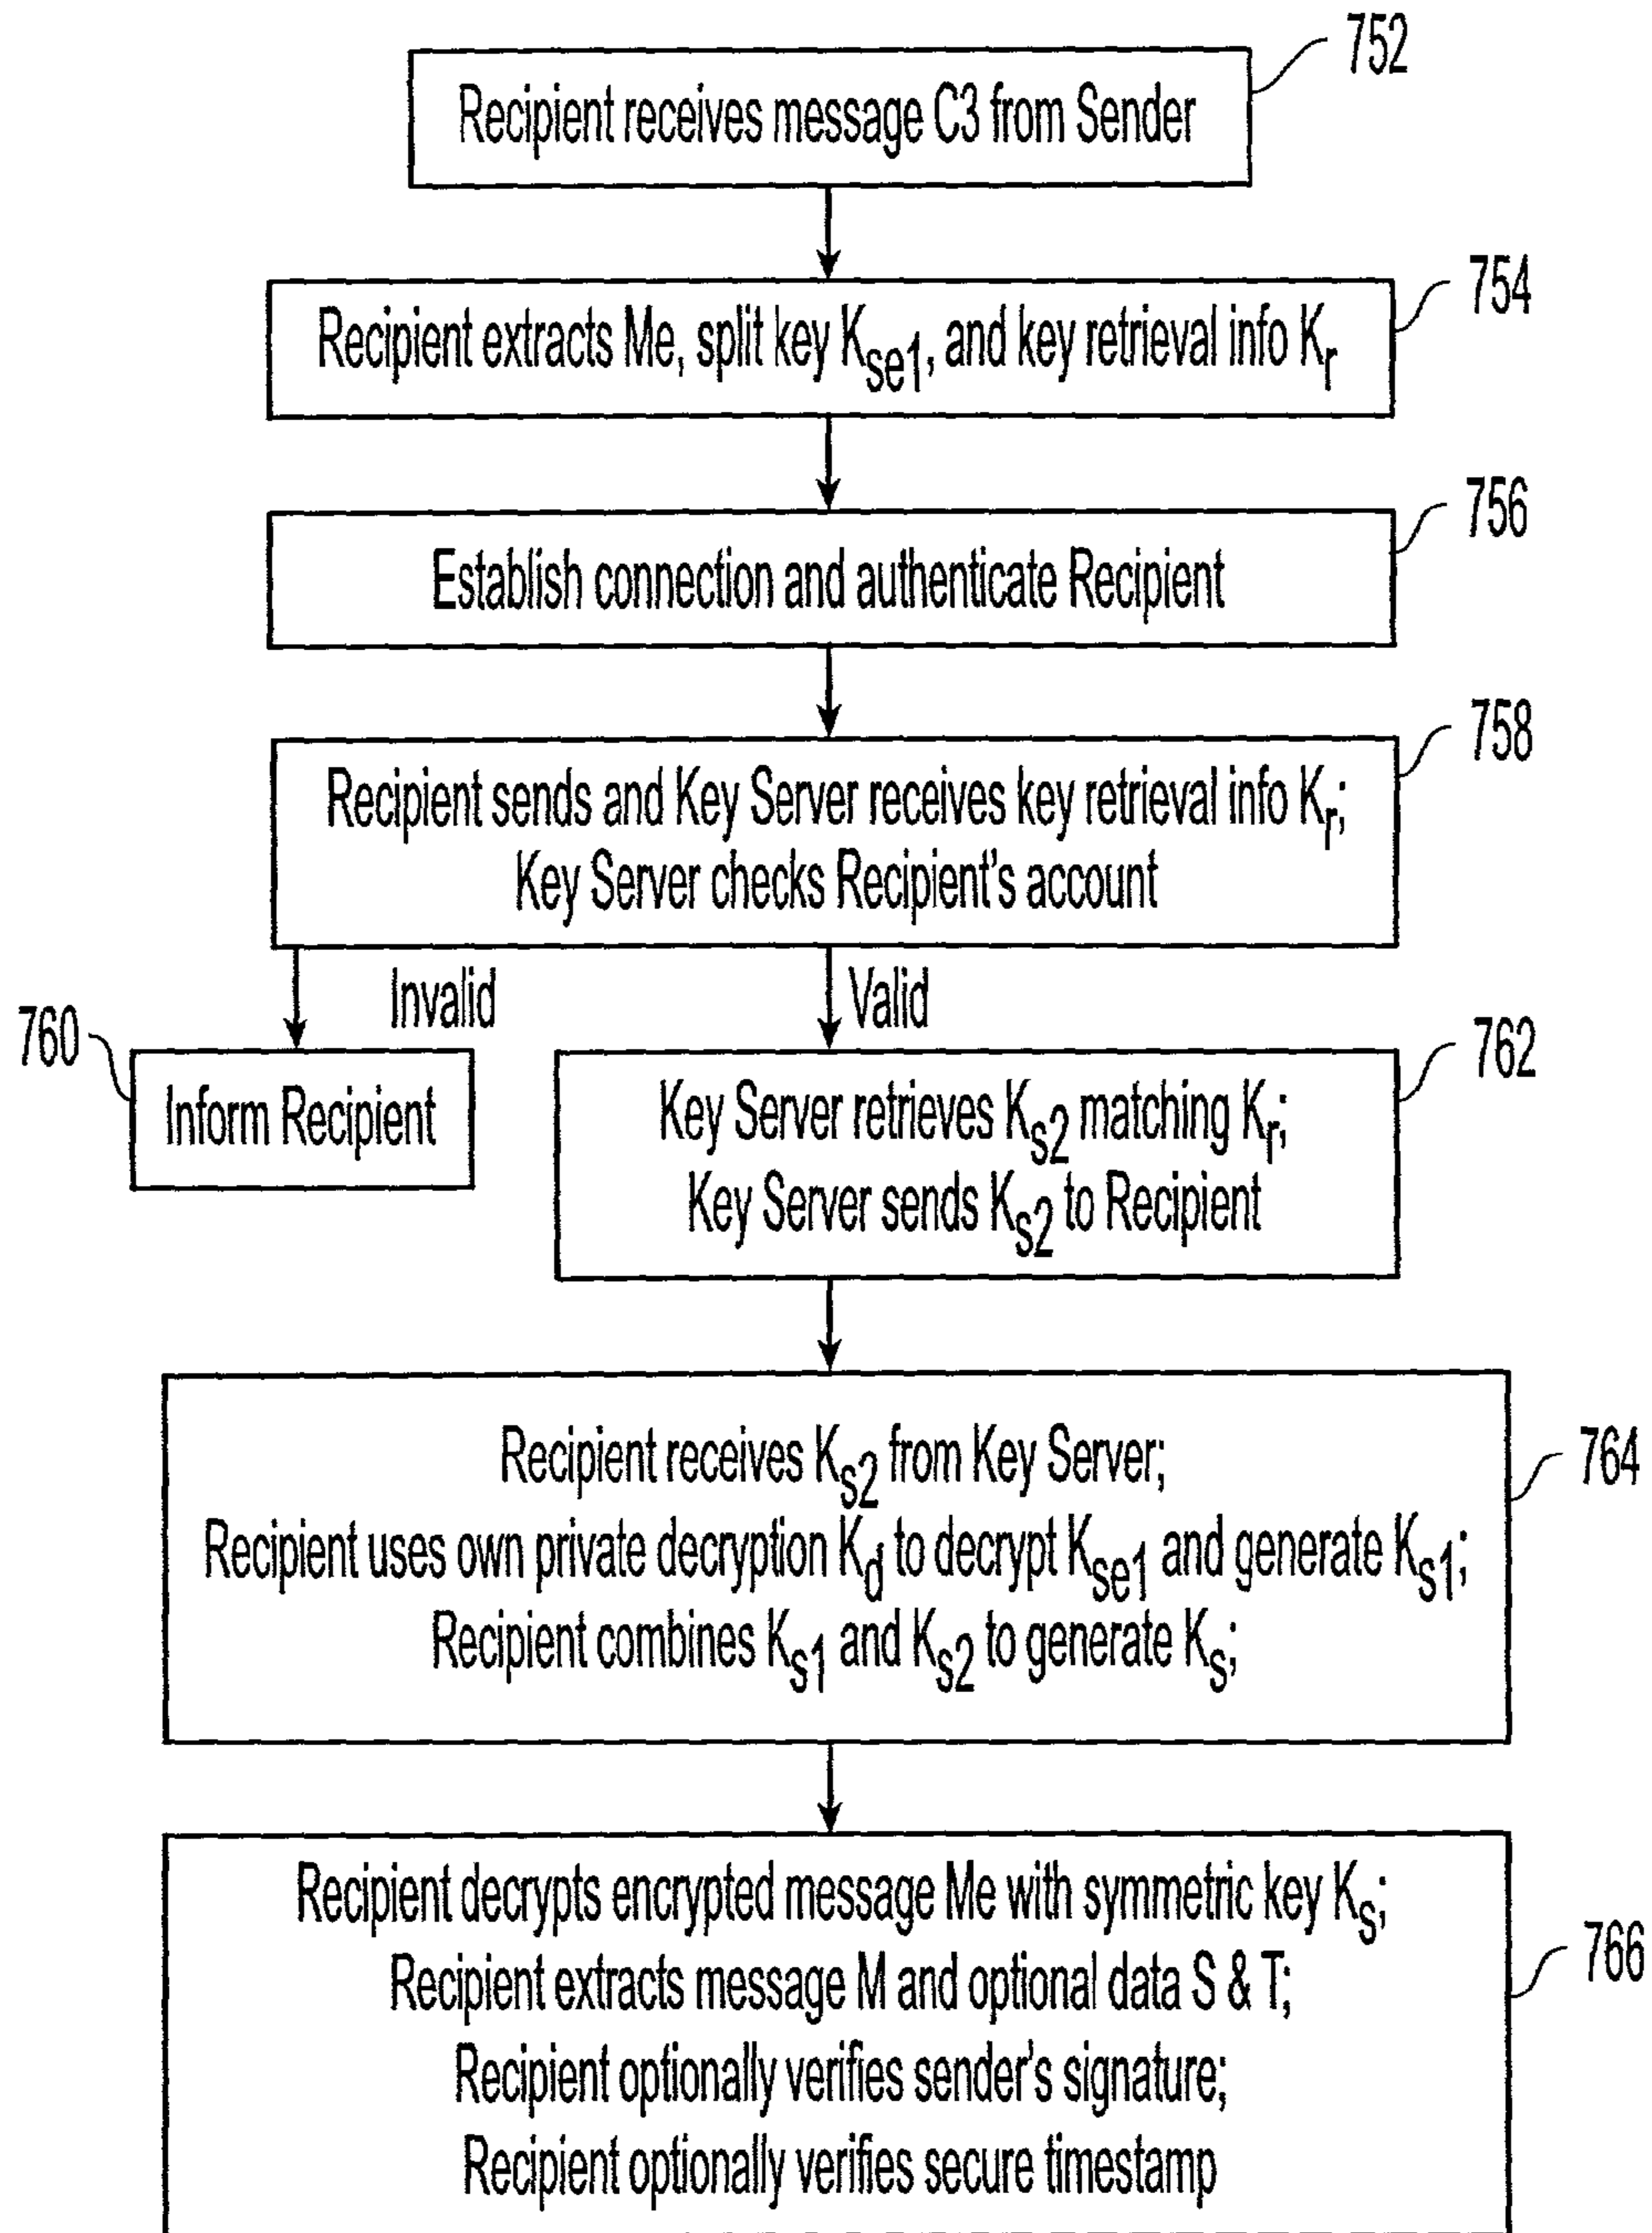 752
Recipient receives message C3 from Sender
754
Recipient extracts Me, split key Kse1, and key retrieval info Kr
756
Establish connection and authenticate Recipient
758
Recipient sends and Key Server receives key retrieval info Kr;
Key Server checks Recipient's account
Invalid
Valid
760
Inform Recipient
762
Key Server retrieves Ks2 matching Kr;
Key Server sends Ks2 to Recipient
764
Recipient receives Ks2 from Key Server;
Recipient uses own private decryption Kd to decrypt Kse1 and generate Ks1;
Recipient combines Ks1 and Ks2 to generate Ks;
766
Recipient decrypts encrypted message Me with symmetric key Ks;
Recipient extracts message M and optional data S & T;
Recipient optionally verifies sender's signature;
Recipient optionally verifies secure timestamp